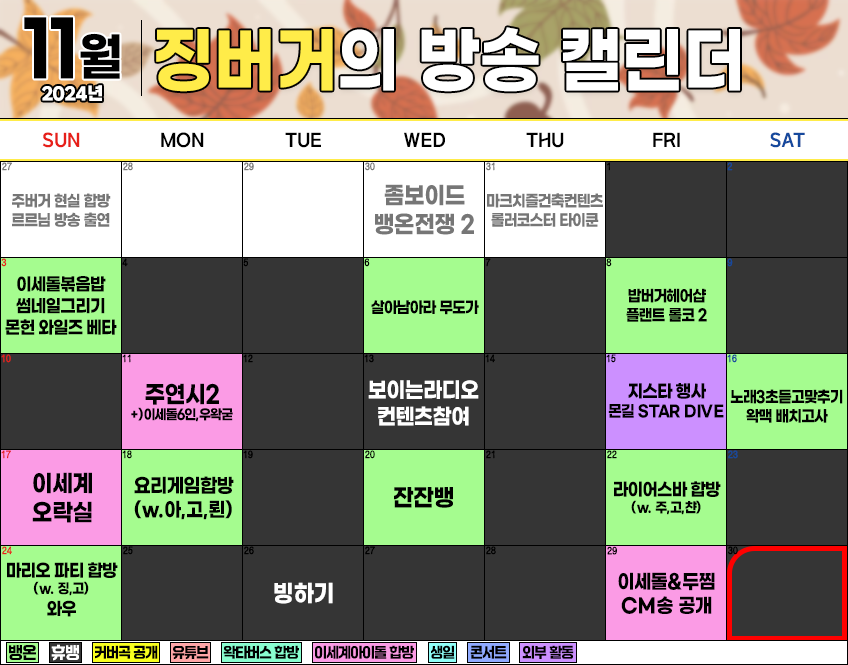 11월
2024년
징버거의 방송 캘린더
SUN MON TUE WED THU FRI SAT
27 28 29 30 31 1 2
주버거 현실 합방
르르님 방송 출연
좀보이드
뱅온전쟁 2
마크치즐건축컨텐츠
롤러코스터 타이쿤
3 4 5 6 7 8 9
이세돌볶음밥
썸네일그리기
몬헌 와일즈 베타
살아남아라 무도가
밥버거헤어샵
플랜트 롤코 2
10 11 12 13 14 15 16
주연시2
+)이세돌6인,우왁굳
보이는라디오
컨텐츠참여
지스타 행사
몬길 STAR DIVE
노래3초듣고맞추기
왁맥 배치고사
17 18 19 20 21 22 23
이세계
오락실
요리게임합방
(w.아,고,뢴)
잔잔뱅
라이어스바 합방
(w. 주,고,챤)
24 25 26 27 28 29 30
마리오 파티 합방
(w. 징,고)
와우
빙하기
이세돌&두찜
CM송 공개
뱅온 휴뱅 커버곡 공개 유튜브 왁타버스 합방 이세계아이돌 합방 생일 콘서트 외부 활동